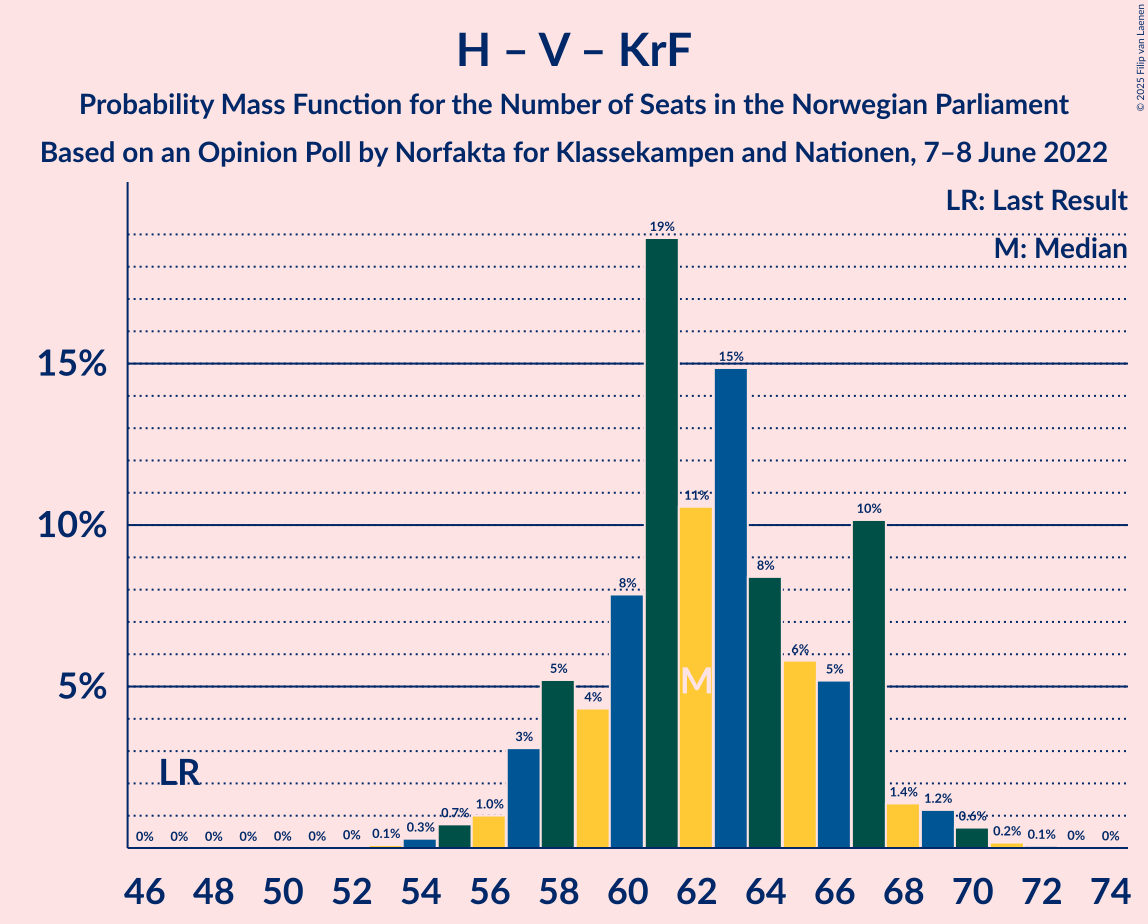 H – V – KrF
Probability Mass Function for the Number of Seats in the Norwegian Parliament
Based on an Opinion Poll by Norfakta for Klassekampen and Nationen, 7–8 June 2022
© 2025 Filip van Laenen
LR: Last Result
M: Median
15%
10%
5%
0% 0% 0% 0% 0% 0% 0% 0.1% 0.3% 0.7% 1.0% 3% 5% 4% 8% 19% 11% 15% 8% 6% 5% 10% 1.4% 1.2% 0.6% 0.2% 0.1% 0% 0%
LR
M
46 48 50 52 54 56 58 60 62 64 66 68 70 72 74